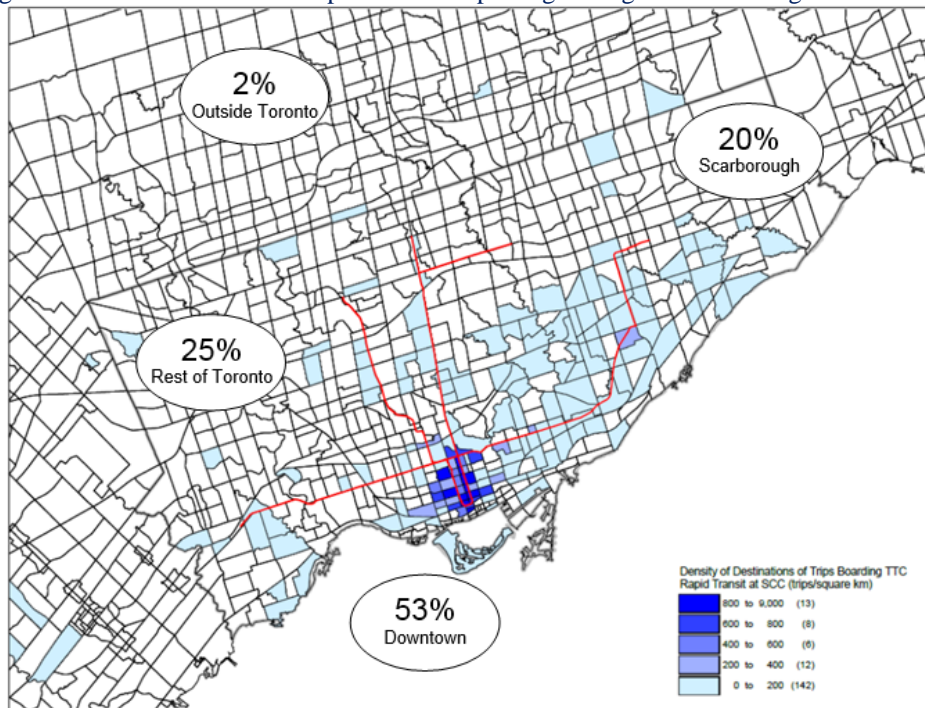 2%
Outside Toronto
20%
Scarborough
25%
Rest of Toronto
53%
Downtown
Density of Destinations of Trips Boarding TTC
Rapid Transit at SCC (trips/square km)
800 to 9,000 (13)
600 to 800 (8)
400 to 600 (6)
200 to 400 (12)
0 to 200 (142)